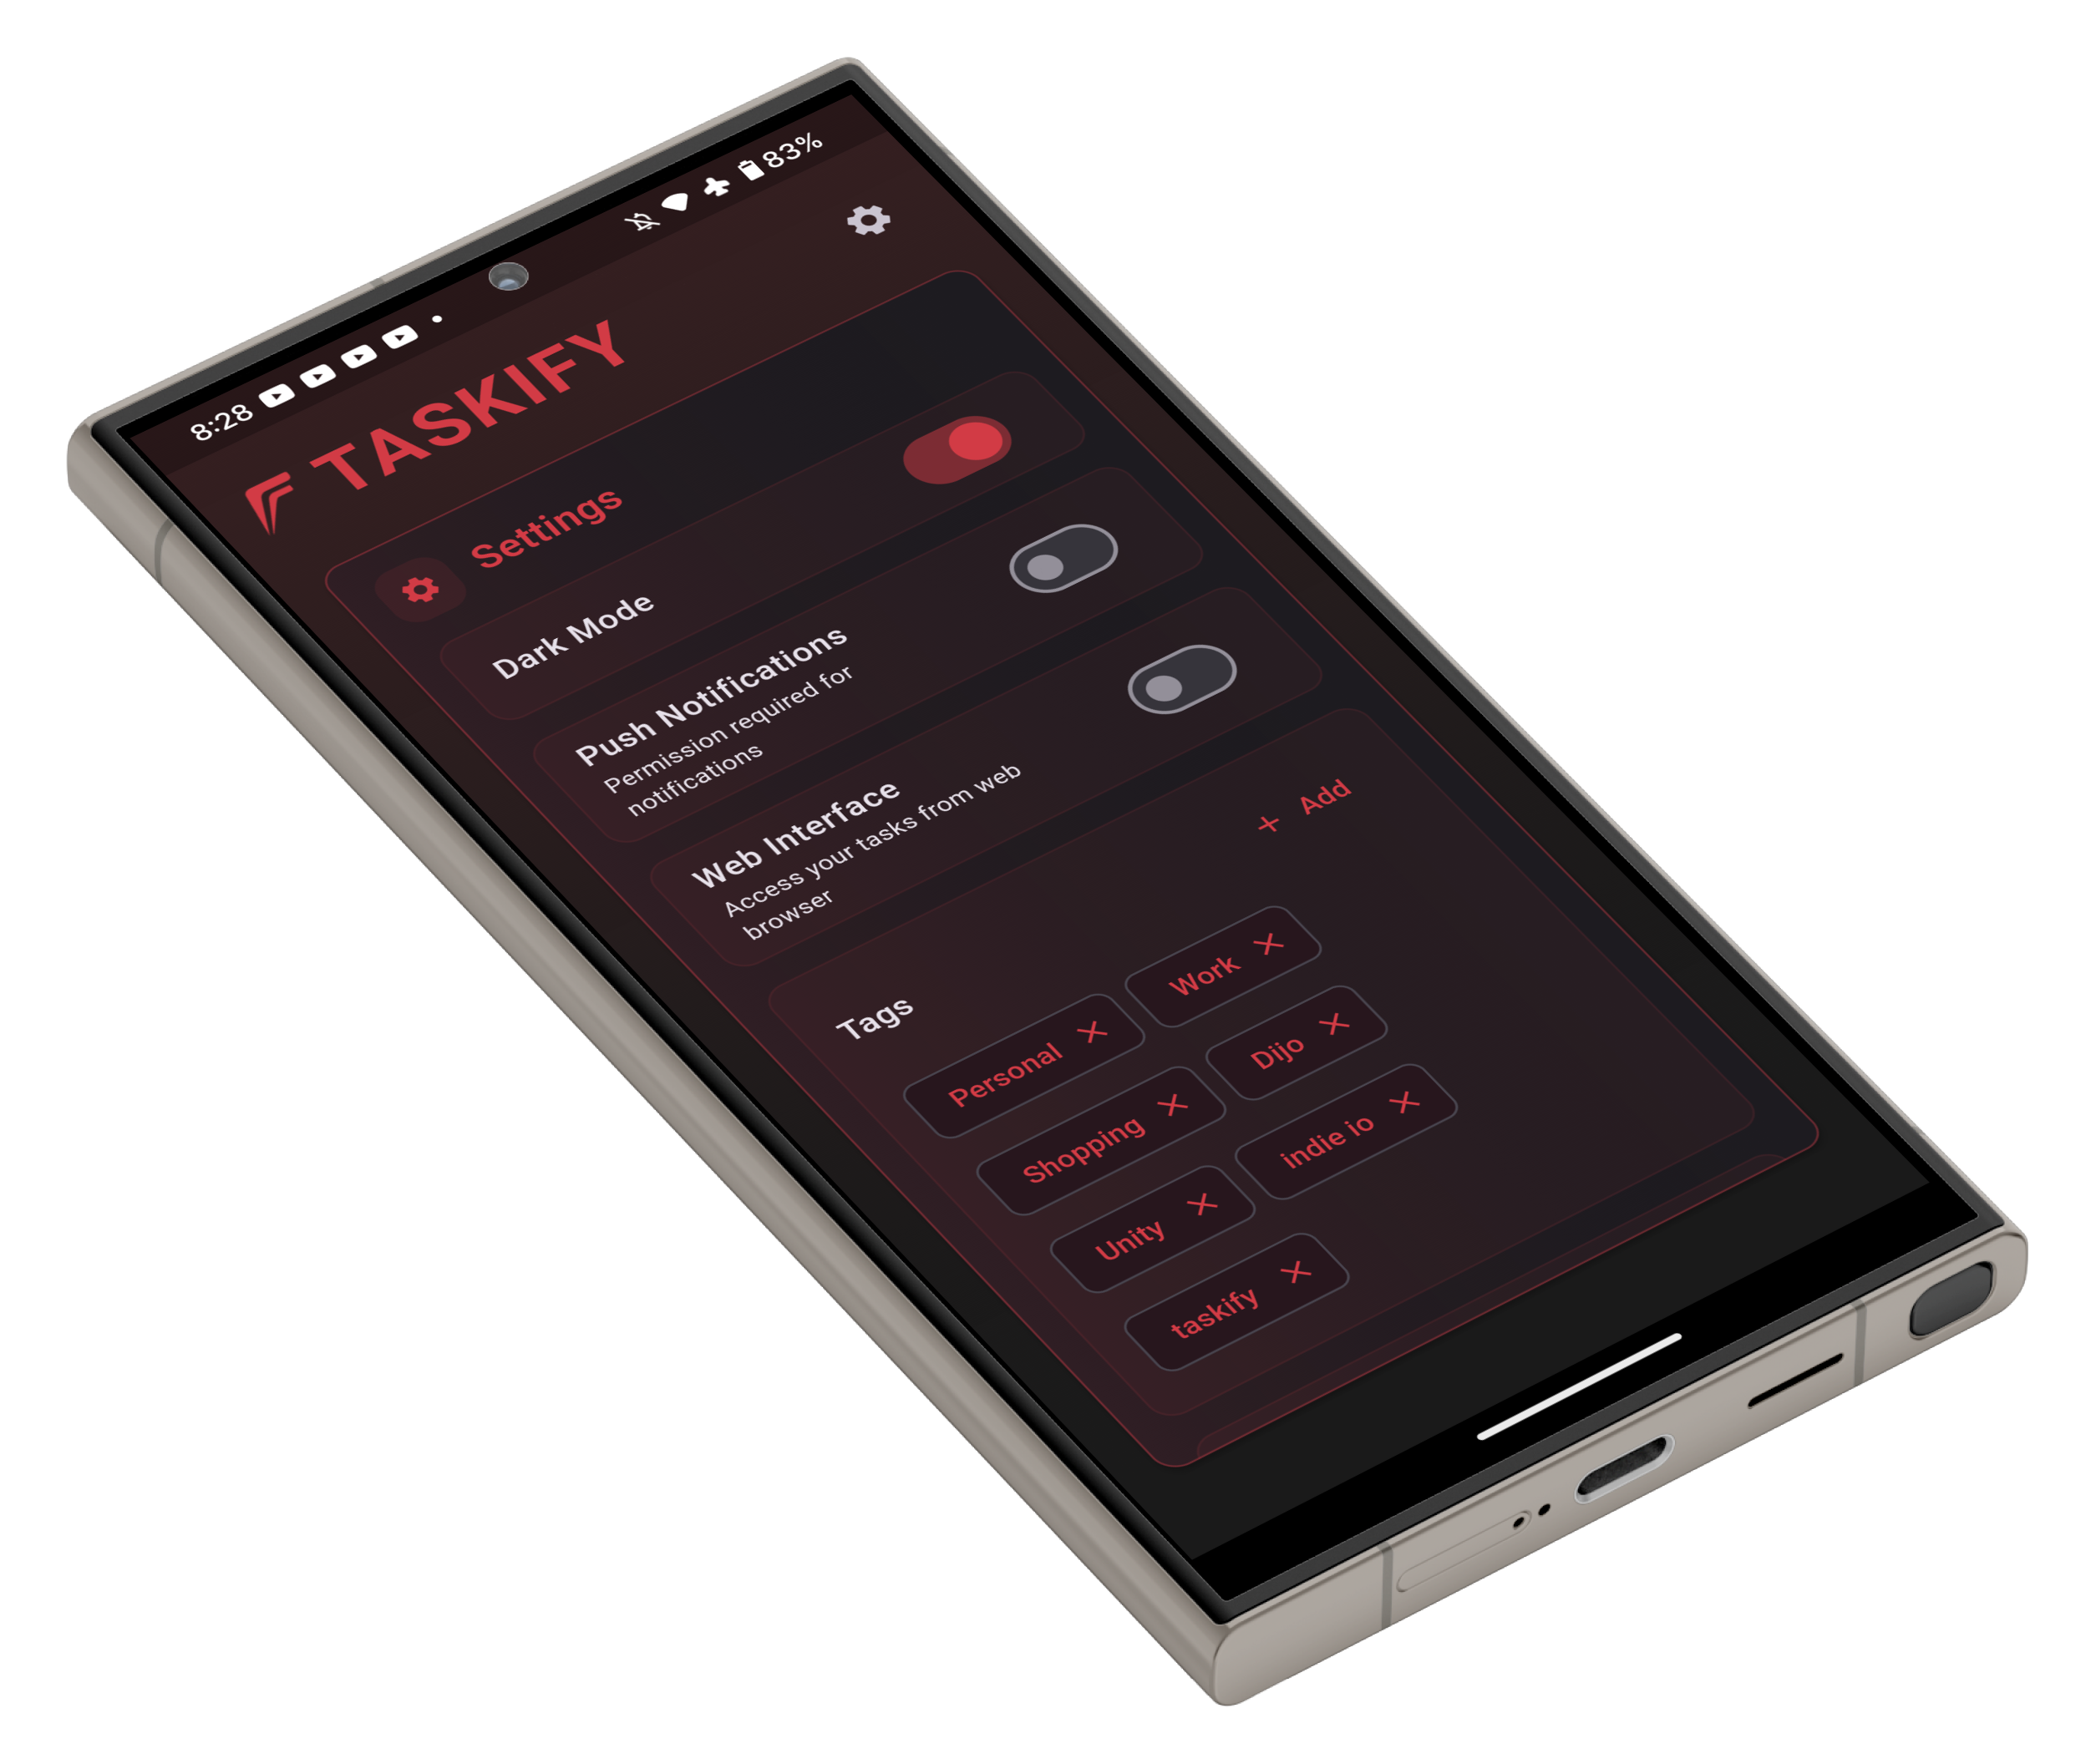 8:28
83%
TASKIFY
Settings
Dark Mode
Push Notifications
Permission required for
notifications
Web Interface
Access your tasks from web
browser
Tags
+ Add
Personal
Work
Shopping
Dijo
Unity
indie io
taskify